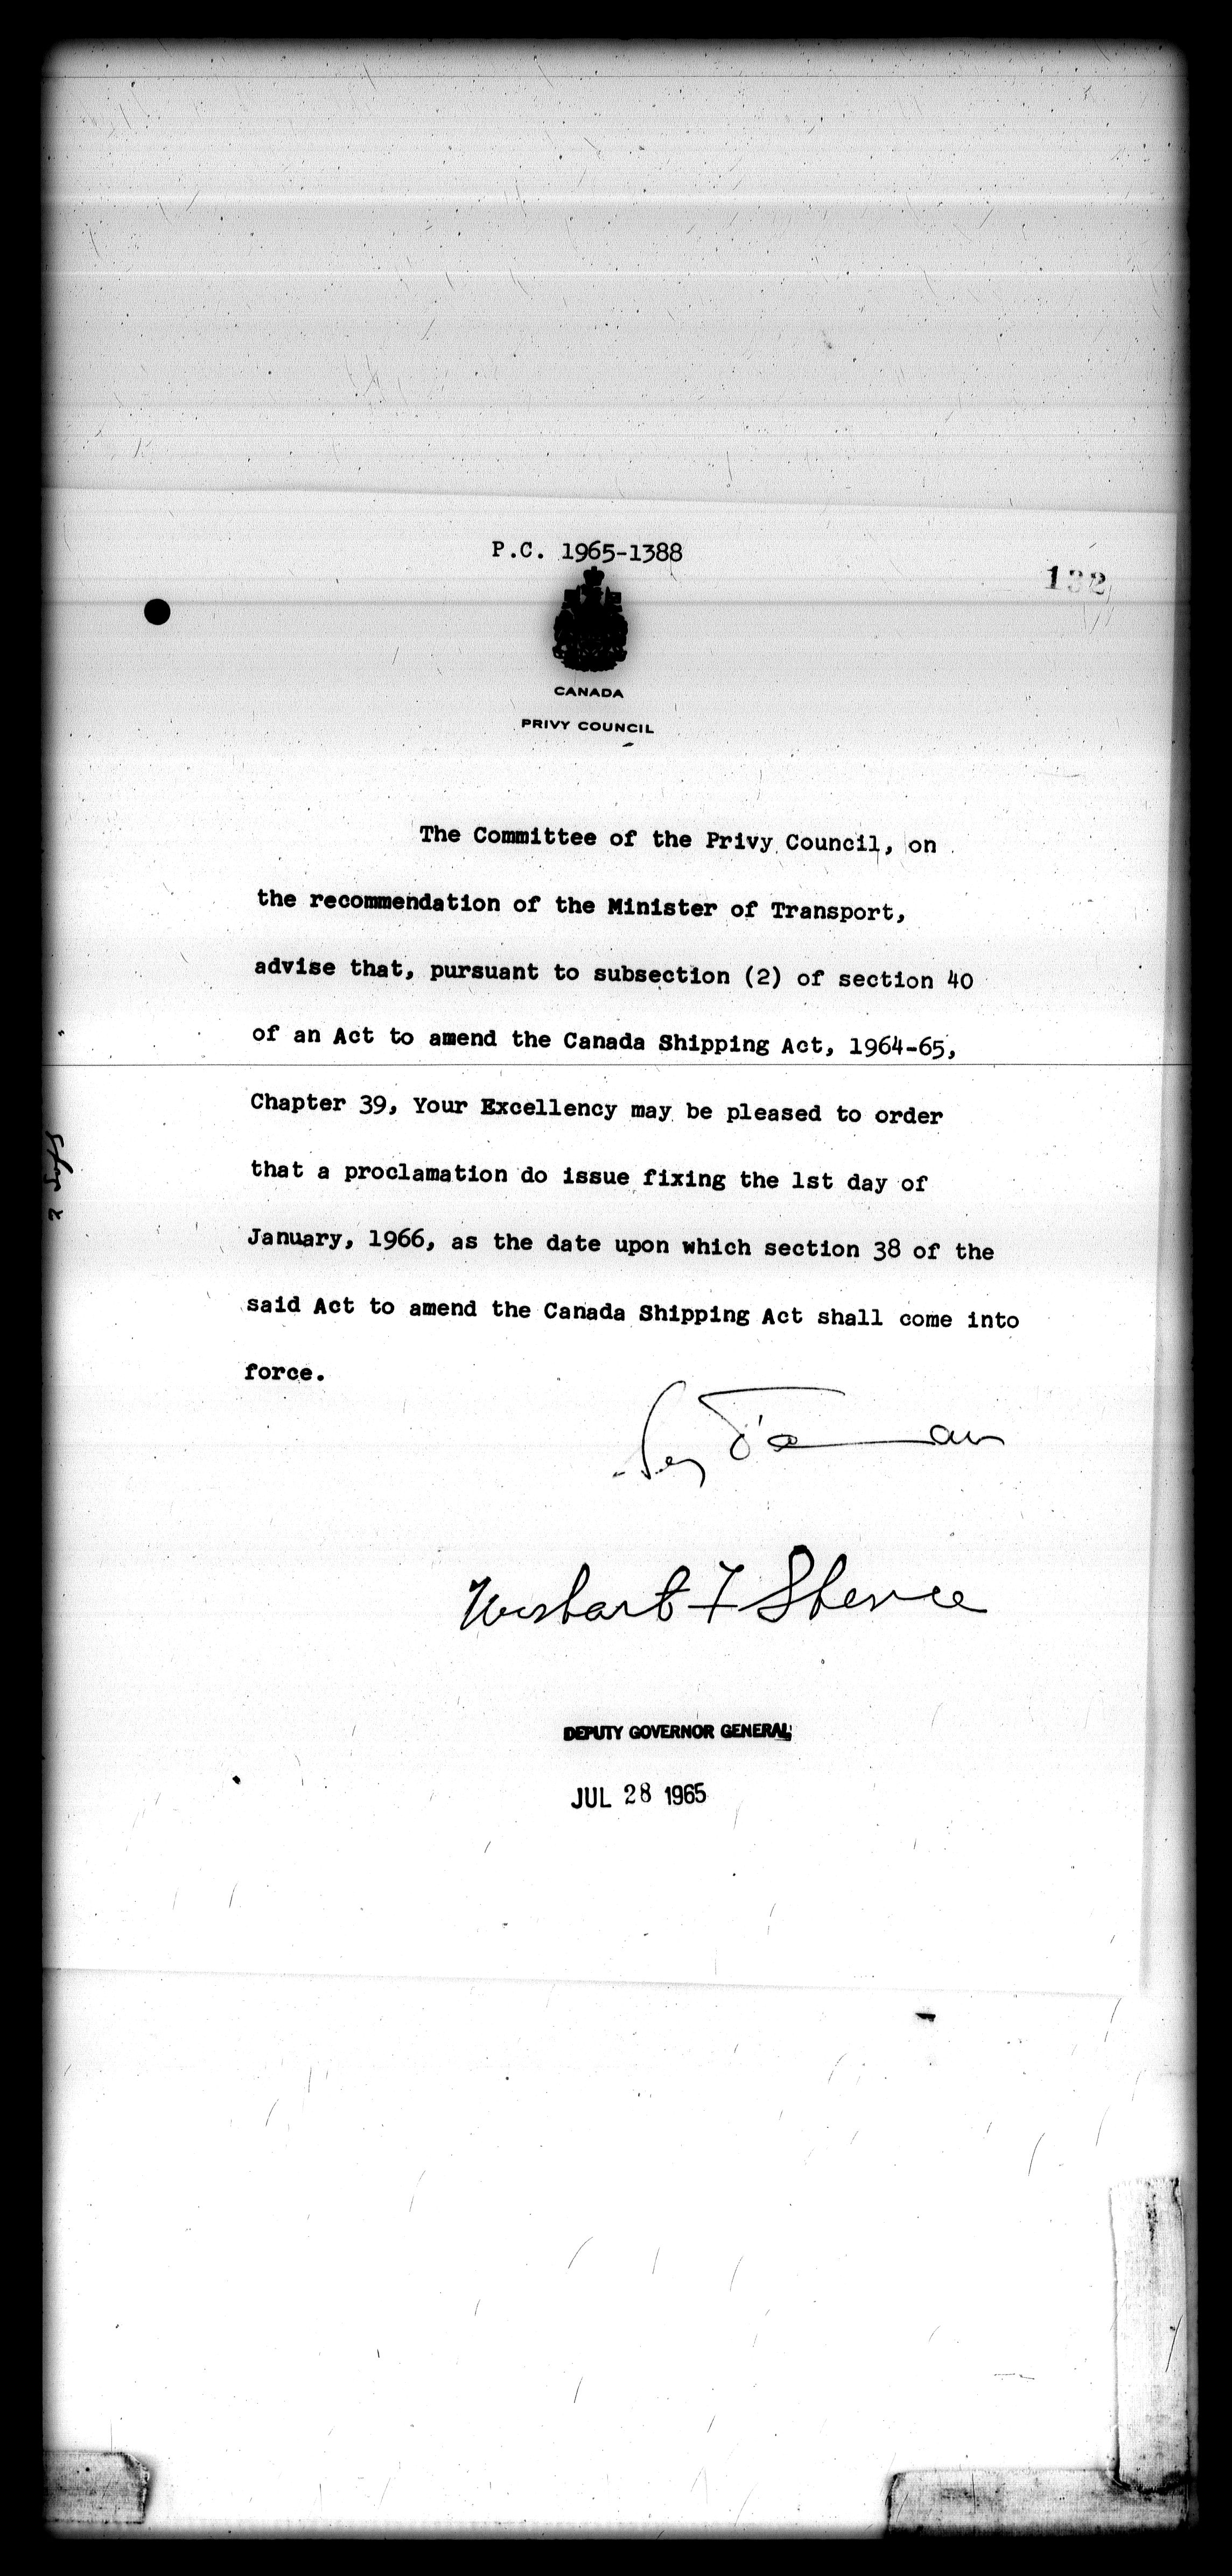 P.C. 1965-1388
132
CANADA
PRIVY COUNCIL
The Committee of the Privy Council, on
the recommendation of the Minister of Transport,
advise that, pursuant to subsection (2) of section 40
of an Act to amend the Canada Shipping Act, 1964-65,
Chapter 39, Your Excellency may be pleased to order
that a proclamation do issue fixing the 1st day of
January, 1966, as the date upon which section 38 of the
said Act to amend the Canada Shipping Act shall come into
force.
Wishart F Spence
DEPUTY GOVERNOR GENERAL
JUL 28 1965